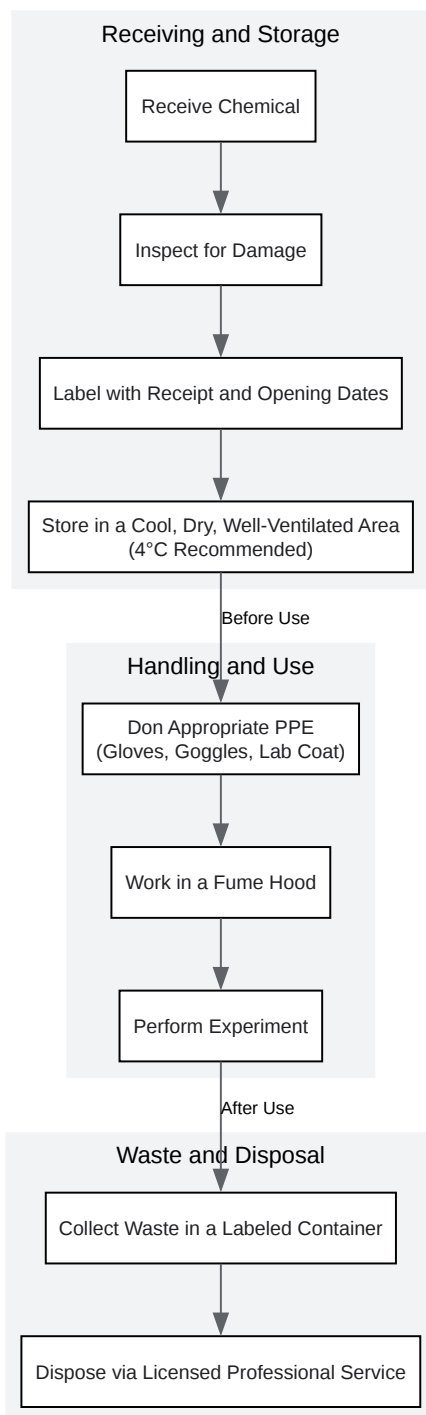 Receiving and Storage
Receive Chemical
Inspect for Damage
Label with Receipt and Opening Dates
Store in a Cool, Dry, Well-Ventilated Area
(4°C Recommended)
Before Use
Handling and Use
Don Appropriate PPE
(Gloves, Goggles, Lab Coat)
Work in a Fume Hood
Perform Experiment
After Use
Waste and Disposal
Collect Waste in a Labeled Container
Dispose via Licensed Professional Service